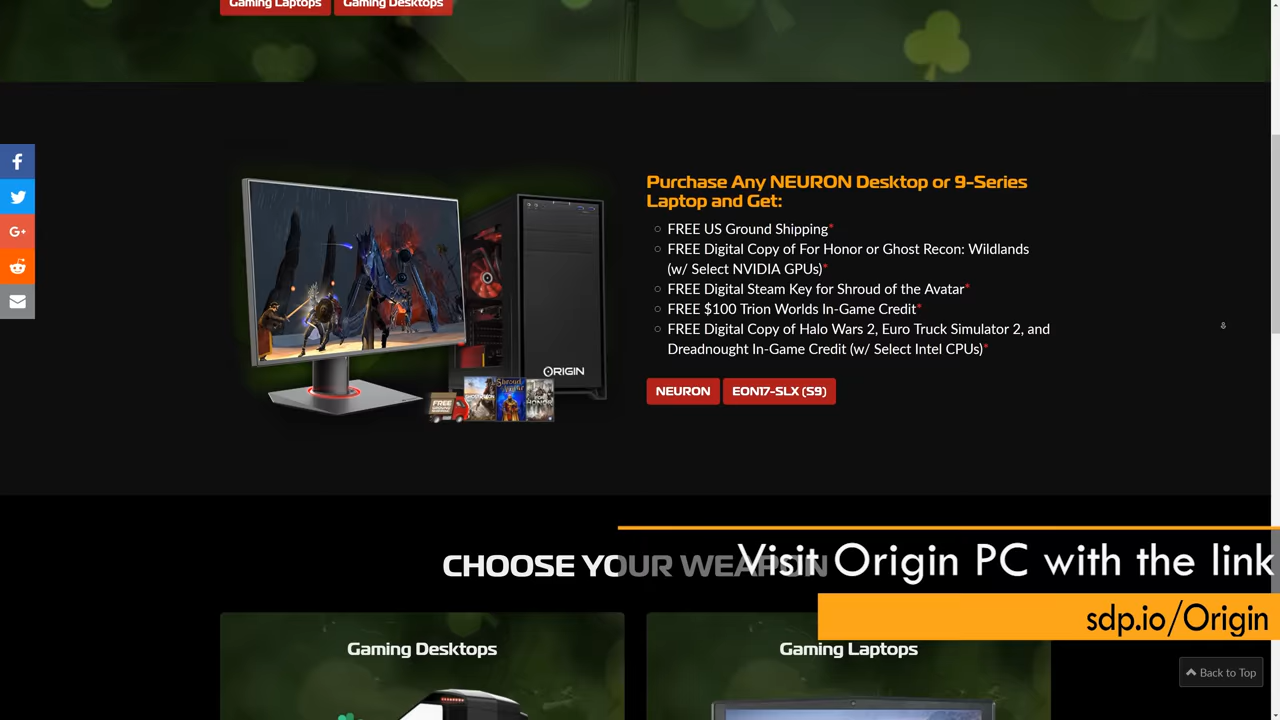 Gaming Laptops
Gaming Desktops
Purchase Any NEURON Desktop or 9-Series
Laptop and Get:
FREE US Ground Shipping*
FREE Digital Copy of For Honor or Ghost Recon: Wildlands
(w/ Select NVIDIA GPUs)*
FREE Digital Steam Key for Shroud of the Avatar*
FREE $100 Trion Worlds In-Game Credit*
FREE Digital Copy of Halo Wars 2, Euro Truck Simulator 2, and
Dreadnought In-Game Credit (w/ Select Intel CPUs)*
ORIGIN
FREE
NEURON
EON17-SLX (S9)
CHOOSE YOUR WEAPON
Visit Origin PC with the link
sdp.io/Origin
Gaming Desktops
Gaming Laptops
Back to Top